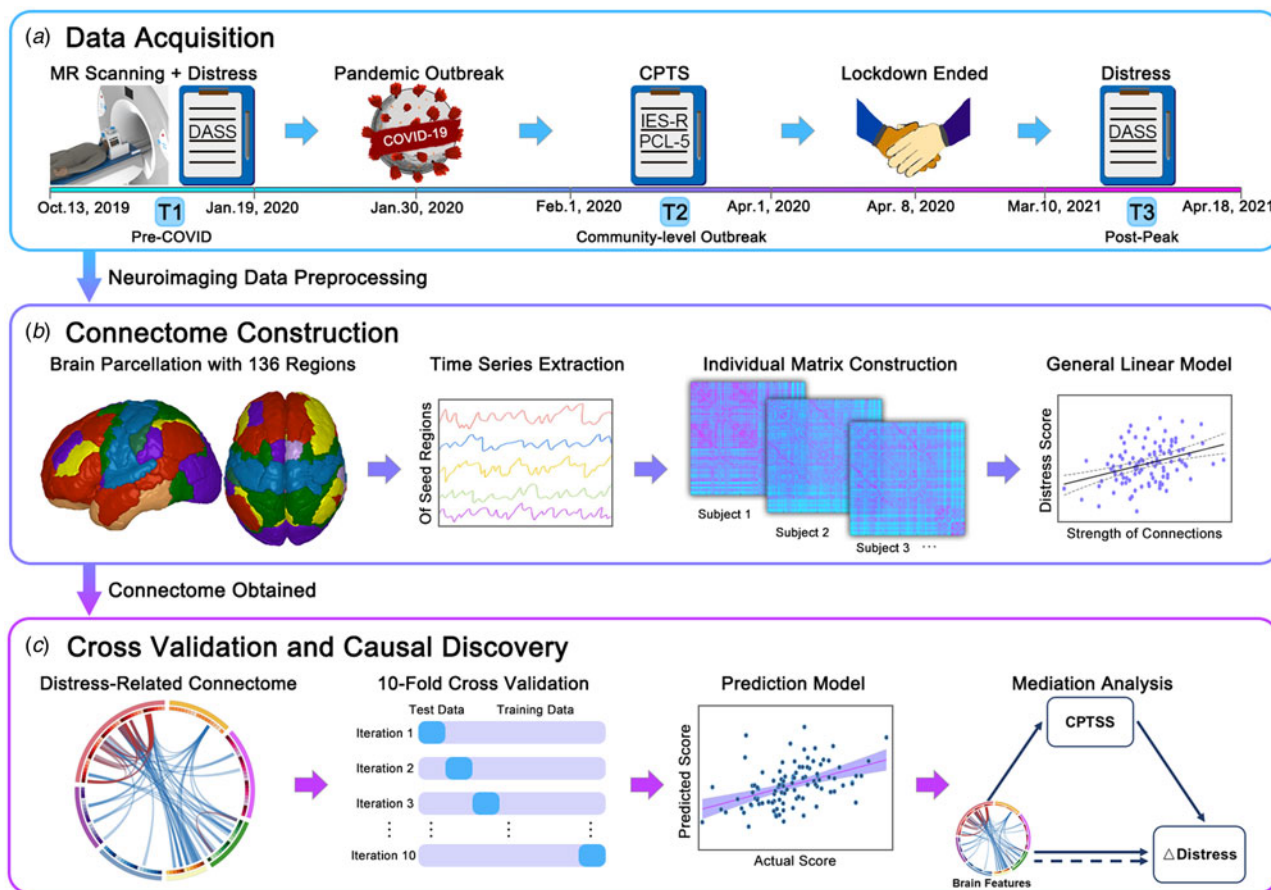 (a) Data Acquisition
MR Scanning + Distress
Pandemic Outbreak
CPTS
Lockdown Ended
Distress
DASS
COVID-19
IES-R
PCL-5
DASS
Oct.13, 2019
T1
Jan.19, 2020
Jan.30, 2020
Feb.1, 2020
T2
Apr.1, 2020
Apr. 8, 2020
Mar.10, 2021
T3
Apr.18, 2021
Pre-COVID
Community-level Outbreak
Post-Peak
Neuroimaging Data Preprocessing
(b) Connectome Construction
Brain Parcellation with 136 Regions
Time Series Extraction
Individual Matrix Construction
General Linear Model
Of Seed Regions
Subject 1
Subject 2
Subject 3 ...
Distress Score
Strength of Connections
Connectome Obtained
(c) Cross Validation and Causal Discovery
Distress-Related Connectome
10-Fold Cross Validation
Prediction Model
Mediation Analysis
Test Data
Training Data
Iteration 1
Iteration 2
Iteration 3
Iteration 10
Predicted Score
Actual Score
CPTSS
△Distress
Brain Features